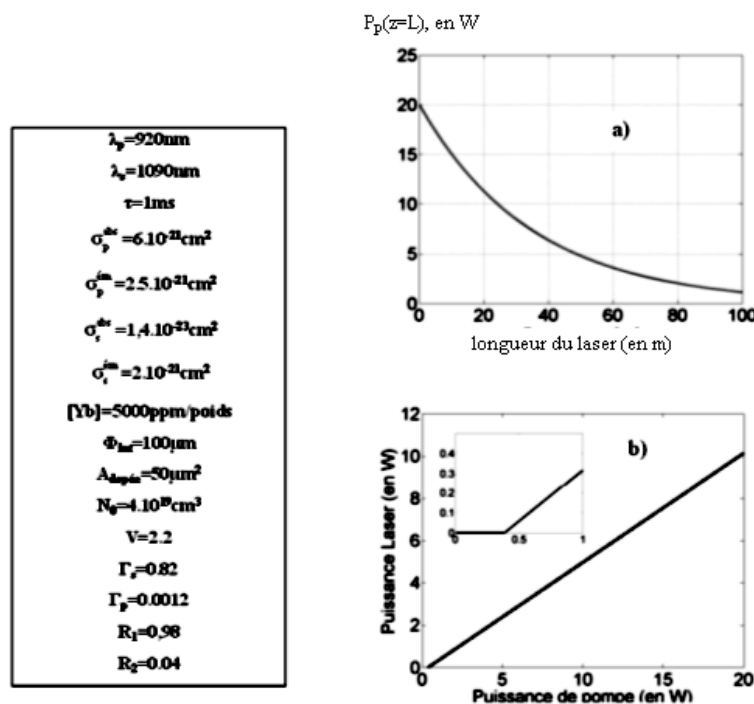 λp=920nm
λs=1090nm
τ=1ms
σp^abs =6.10^-21cm²
σp^em =2.5.10^-21cm²
σs^abs =1,4.10^-23cm²
σs^em =2.10^-21cm²
[Yb]=5000ppm/poids
=100µm
=50µm²
N0=4.10^19cm³
V=2.2
Γs=0.82
Γp=0.0012
R1=0,98
R2=0.04
Pp(z=L), en W
25
20
15
10
5
0
a)
0 20 40 60 80 100
longueur du laser (en m)
Puissance Laser (en W)
12
10
8
6
4
2
0
b)
0.4
0.3
0.2
0.1
0
0 0.5 1
0 5 10 15 20
Puissance de pompe (en W)